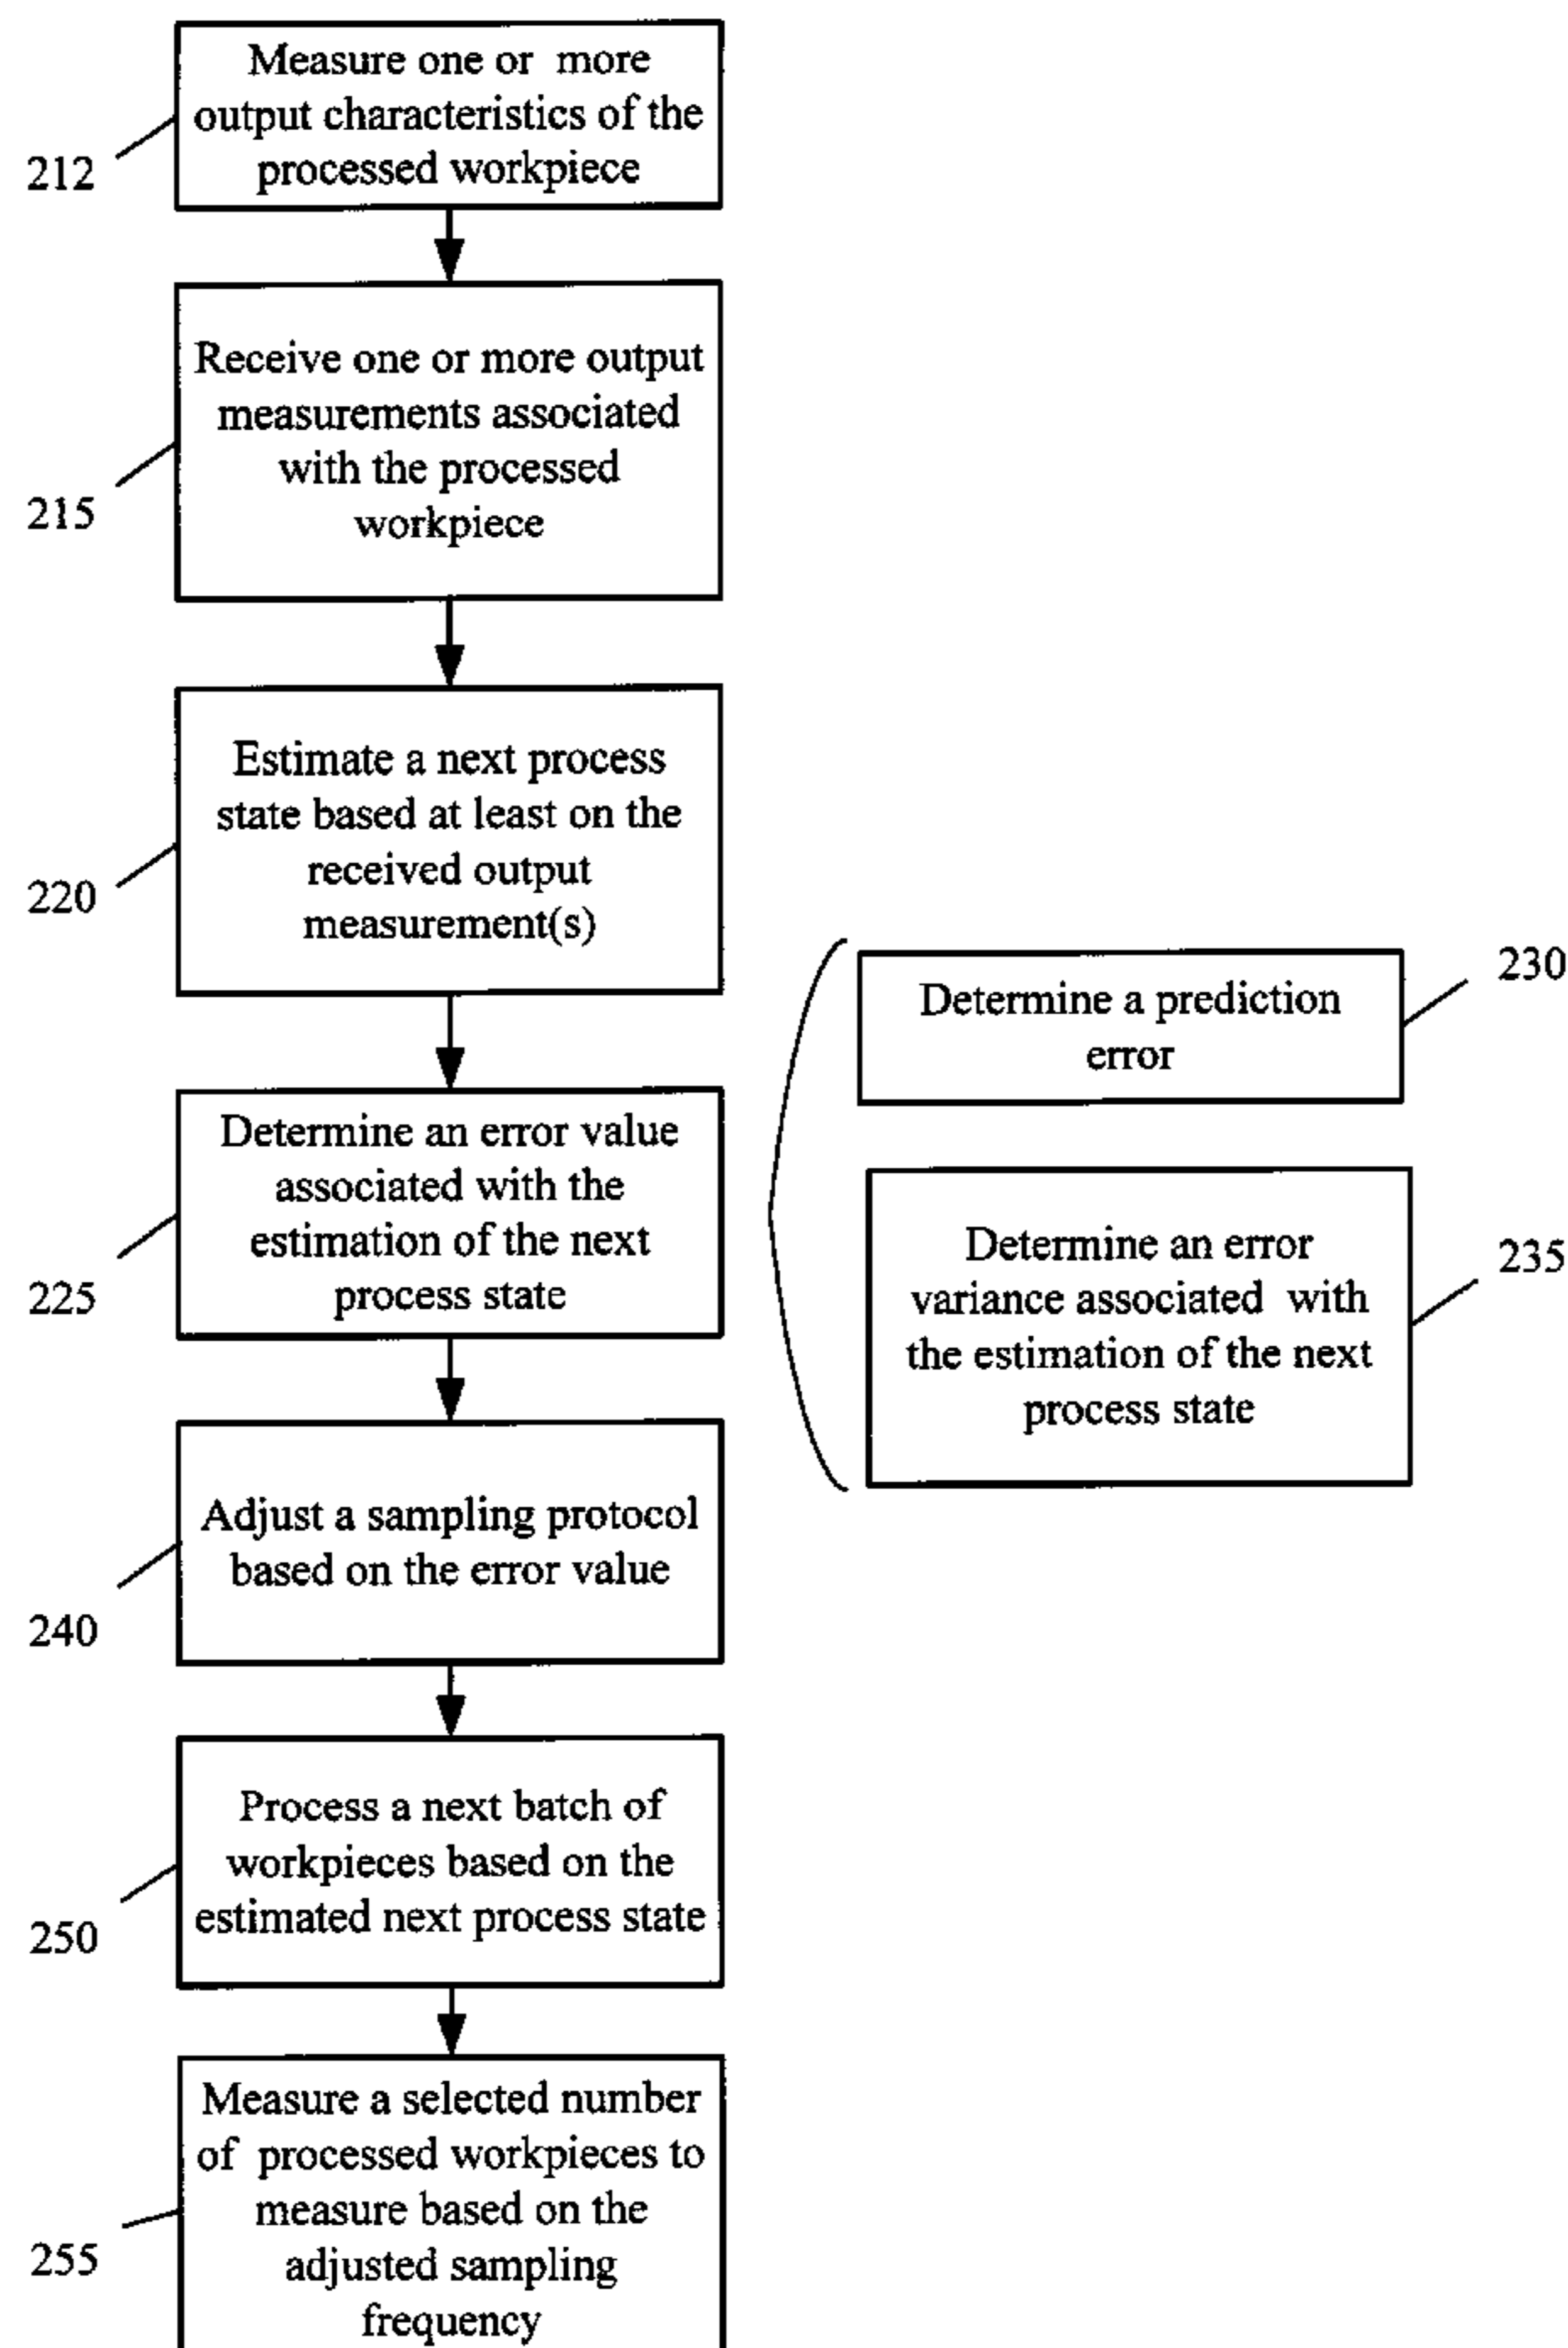 Measure one or more
output characteristics of the
processed workpiece
212
Receive one or more output
measurements associated
with the processed
workpiece
215
Estimate a next process
state based at least on the
received output
measurement(s)
220
Determine an error value
associated with the
estimation of the next
process state
225
Determine a prediction
error
230
Determine an error
variance associated with
the estimation of the next
process state
235
Adjust a sampling protocol
based on the error value
240
Process a next batch of
workpieces based on the
estimated next process state
250
Measure a selected number
of processed workpieces to
measure based on the
adjusted sampling
frequency
255